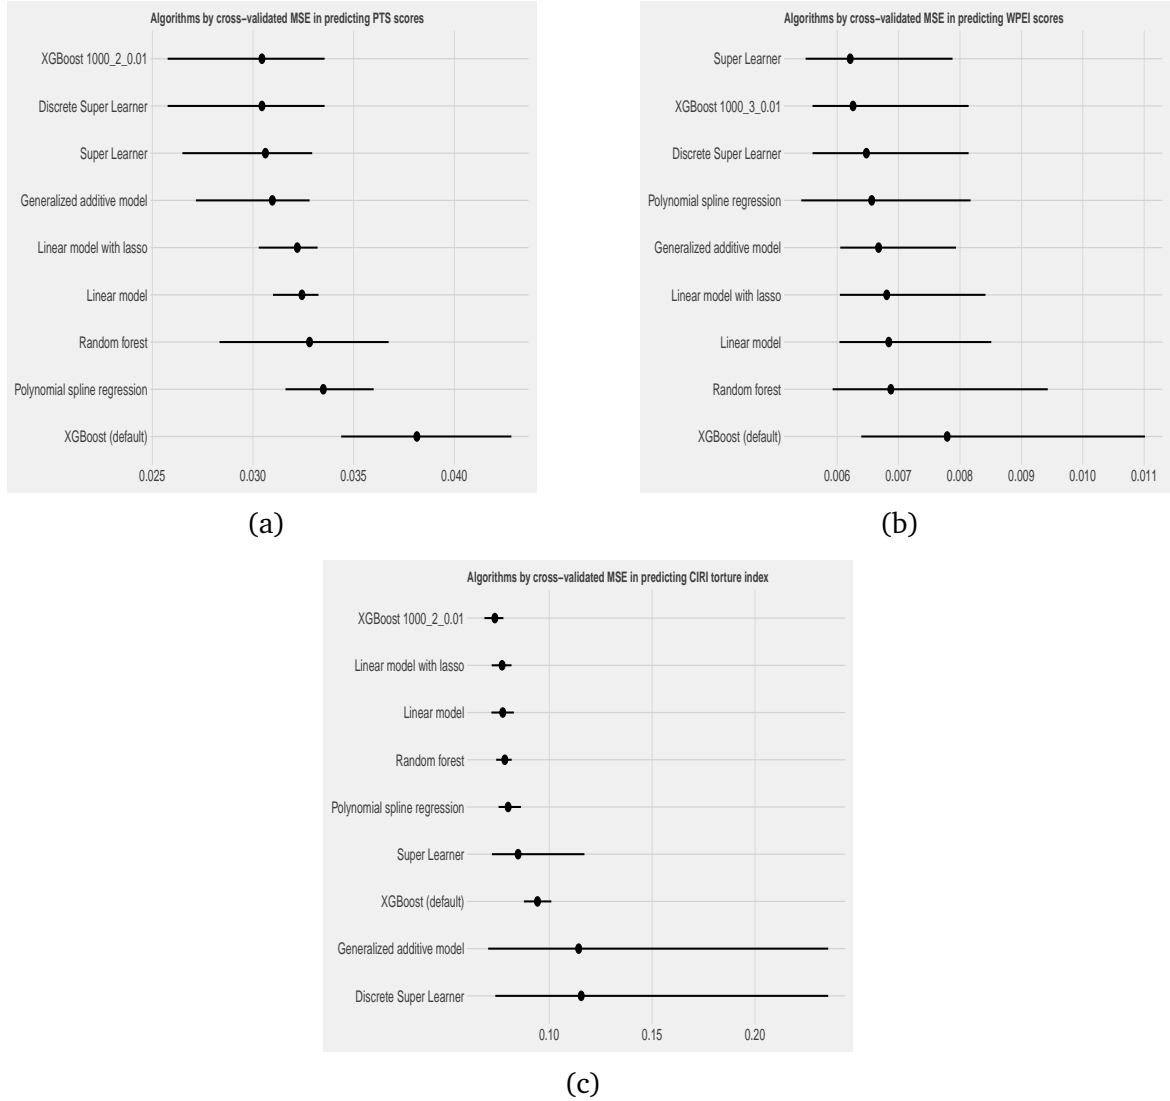 Algorithms by cross−validated MSE in predicting PTS scores
XGBoost 1000_2_0.01
Discrete Super Learner
Super Learner
Generalized additive model
Linear model with lasso
Linear model
Random forest
Polynomial spline regression
XGBoost (default)
0.025 0.030 0.035 0.040
(a)
Algorithms by cross−validated MSE in predicting WPEI scores
Super Learner
XGBoost 1000_3_0.01
Discrete Super Learner
Polynomial spline regression
Generalized additive model
Linear model with lasso
Linear model
Random forest
XGBoost (default)
0.006 0.007 0.008 0.009 0.010 0.011
(b)
Algorithms by cross−validated MSE in predicting CIRI torture index
XGBoost 1000_2_0.01
Linear model with lasso
Linear model
Random forest
Polynomial spline regression
Super Learner
XGBoost (default)
Generalized additive model
Discrete Super Learner
0.10 0.15 0.20
(c)